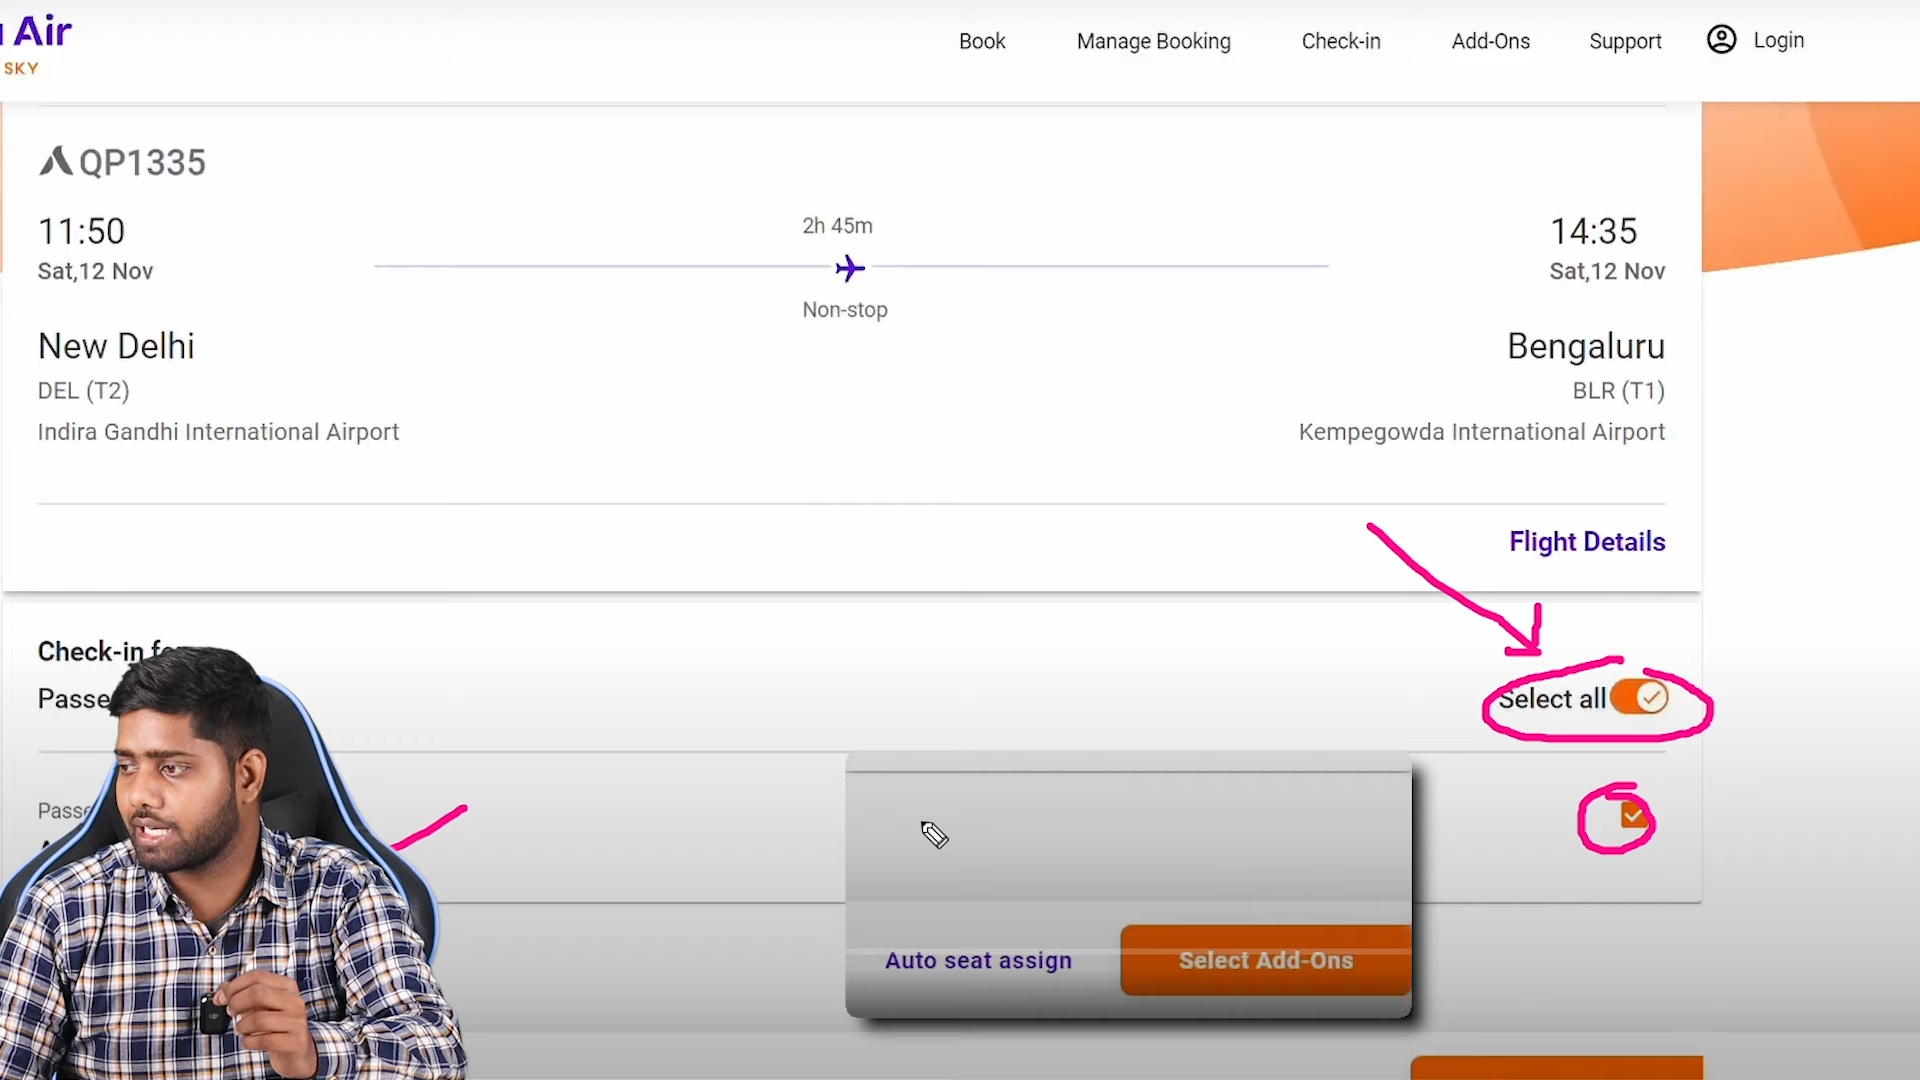 Air
SKY
Book
Manage Booking
Check-in
Add-Ons
Support
Login
QP1335
11:50
2h 45m
14:35
Sat,12 Nov
Sat,12 Nov
Non-stop
New Delhi
Bengaluru
DEL (T2)
BLR (T1)
Indira Gandhi International Airport
Kempegowda International Airport
Flight Details
Check-in
Select all
Auto seat assign
Select Add-Ons